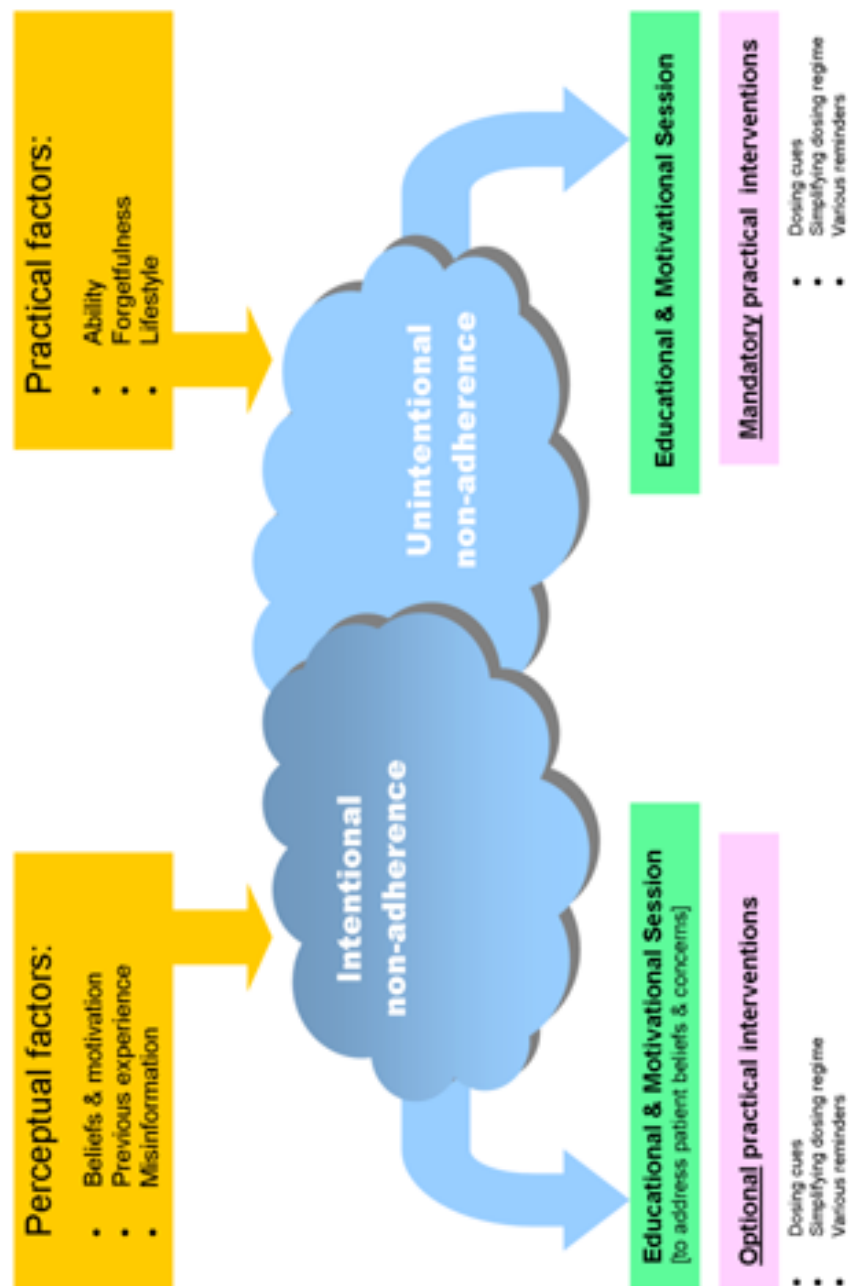 Perceptual factors:
• Beliefs & motivation
• Previous experience
• Misinformation
Practical factors:
• Ability
• Forgetfulness
• Lifestyle
Intentional
non-adherence
Unintentional
non-adherence
Educational & Motivational Session
[to address patient beliefs & concerns]
Optional practical interventions
• Dosing cues
• Simplifying dosing regime
• Various reminders
Educational & Motivational Session
Mandatory practical interventions
• Dosing cues
• Simplifying dosing regime
• Various reminders